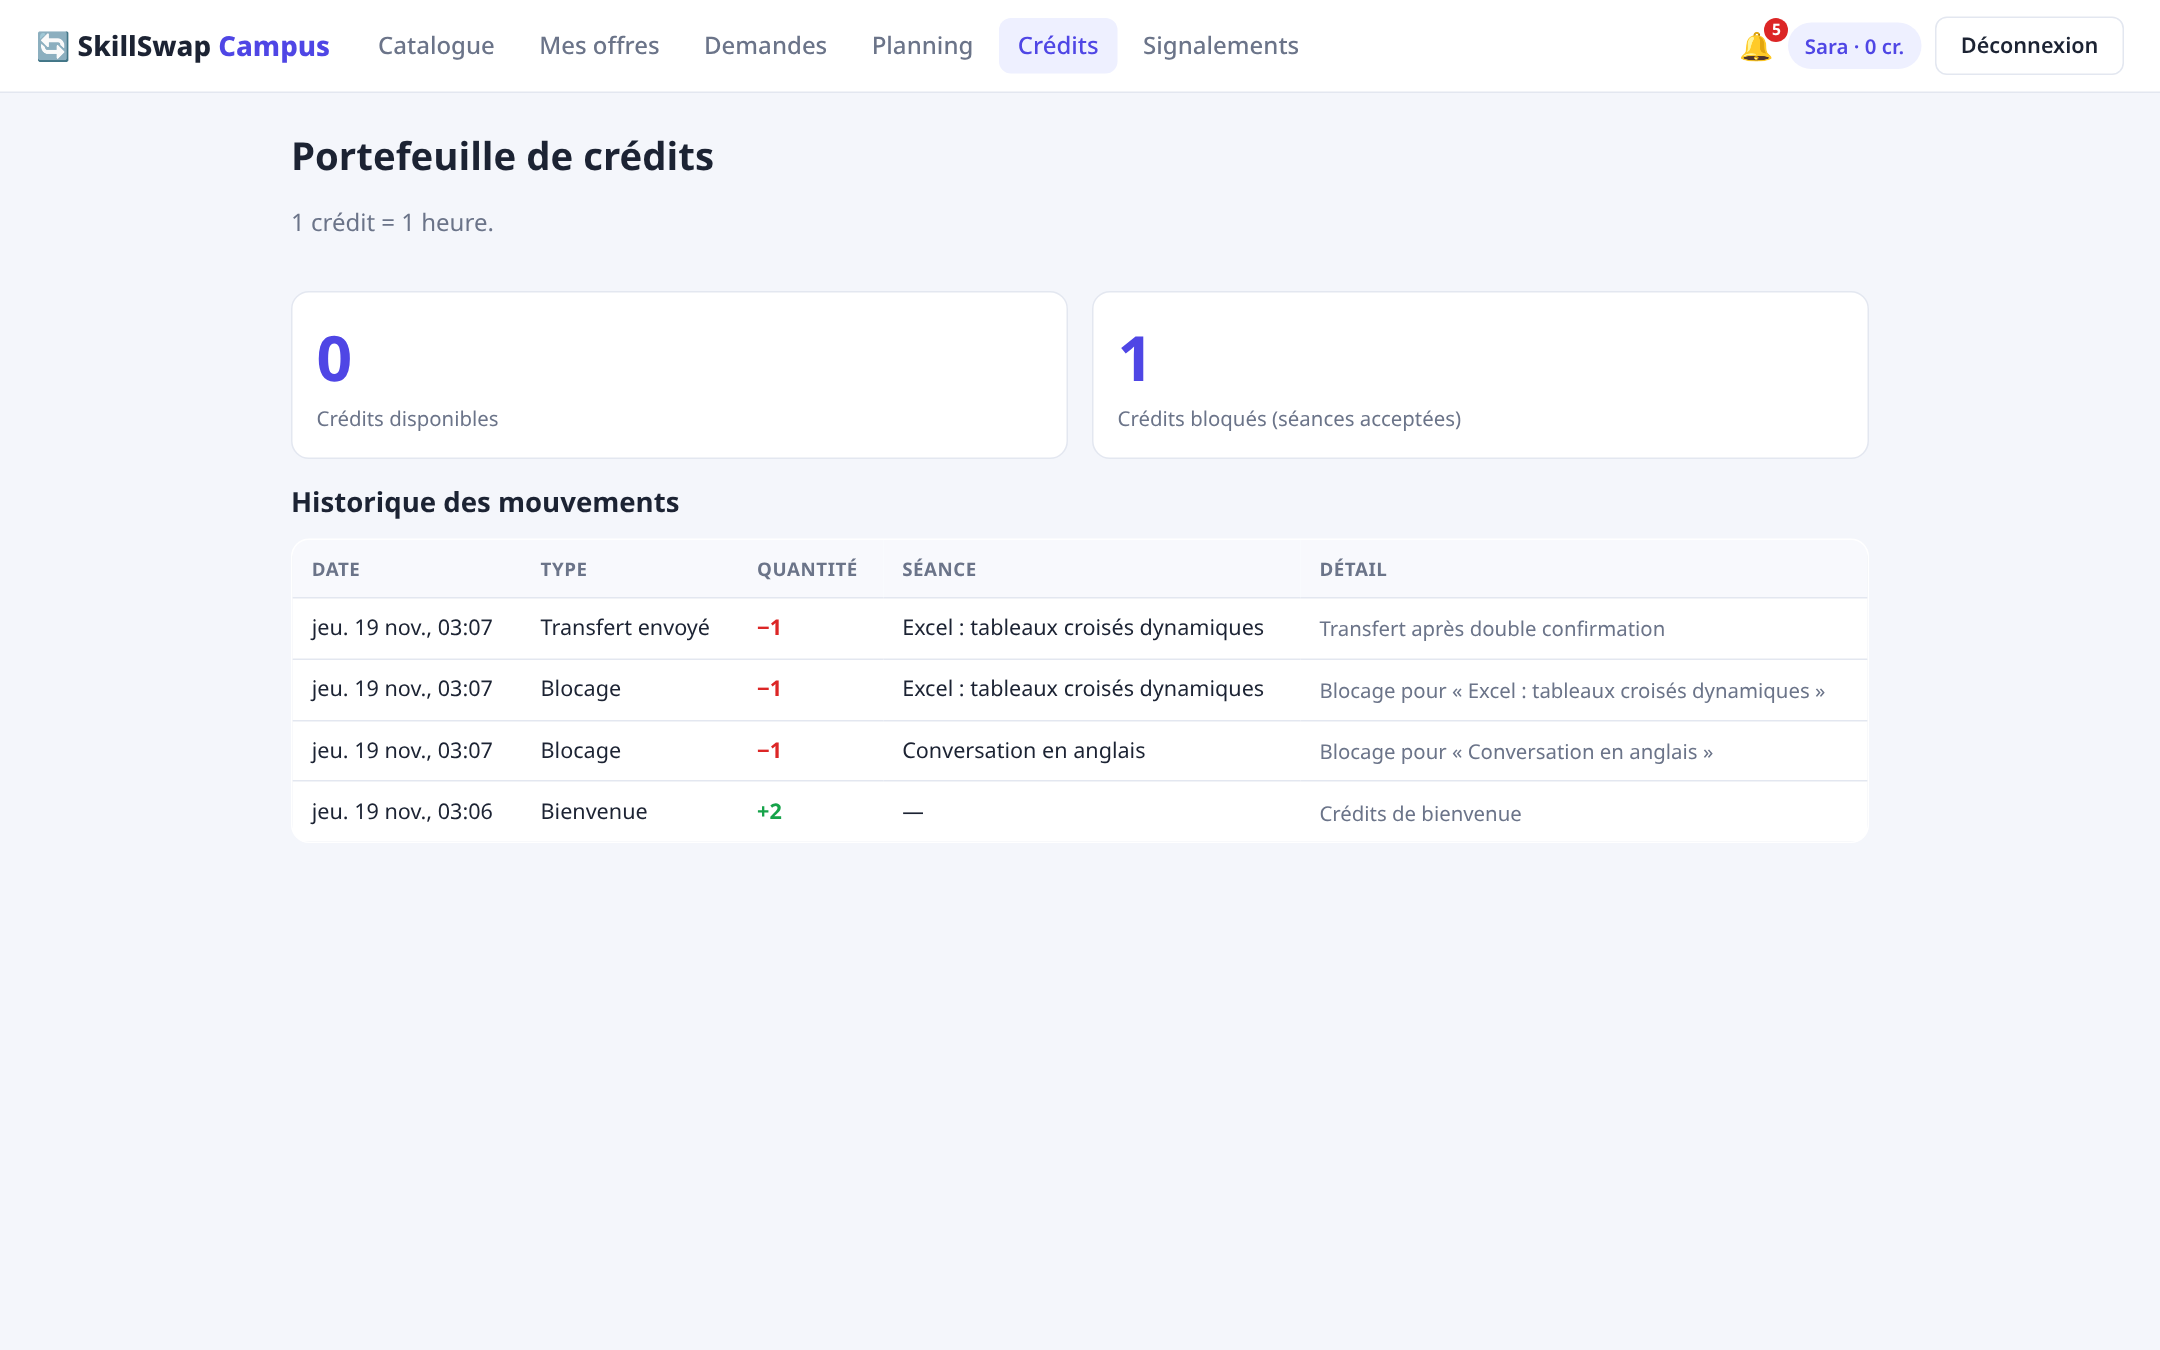 SkillSwap Campus Catalogue Mes offres Demandes Planning Crédits Signalements 5 Sara · 0 cr. Déconnexion
Portefeuille de crédits
1 crédit = 1 heure.
0 1
Crédits disponibles Crédits bloqués (séances acceptées)
Historique des mouvements
DATE TYPE QUANTITÉ SÉANCE DÉTAIL
jeu. 19 nov., 03:07 Transfert envoyé −1 Excel : tableaux croisés dynamiques Transfert après double confirmation
jeu. 19 nov., 03:07 Blocage −1 Excel : tableaux croisés dynamiques Blocage pour « Excel : tableaux croisés dynamiques »
jeu. 19 nov., 03:07 Blocage −1 Conversation en anglais Blocage pour « Conversation en anglais »
jeu. 19 nov., 03:06 Bienvenue +2 — Crédits de bienvenue